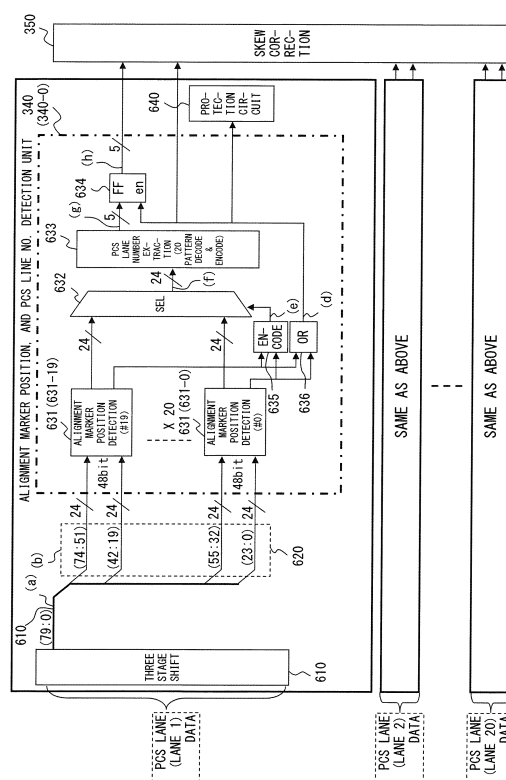 350
SKEW
COR-
REC-
TION
ALIGNMENT MARKER POSITION, AND PCS LINE NO. DETECTION UNIT
340
(340-0)
640
PRO-
TEC-
TION
CIR-
CUIT
5
(h)
634
FF
en
5
(g)
633
PCS
LANE
NUMBER
EX-
TRAC-
TION
(20
PATTERN
DECODE
&
ENCODE)
24
(f)
632
SEL
24
24
(e)
EN-
CODE
635
(d)
OR
636
631(631-19)
ALIGNMENT
MARKER
POSITION
DETECTION
(#19)
48bit
X 20
631(631-0)
ALIGNMENT
MARKER
POSITION
DETECTION
(#0)
48bit
24
24
24
24
(b)
(74:51)
(42:19)
(55:32)
(23:0)
620
(a)
610
(79:0)
THREE
STAGE
SHIFT
610
PCS LANE
(LANE 1)
DATA
SAME AS ABOVE
PCS LANE
(LANE 2)
DATA
SAME AS ABOVE
PCS LANE
(LANE 20)
DATA